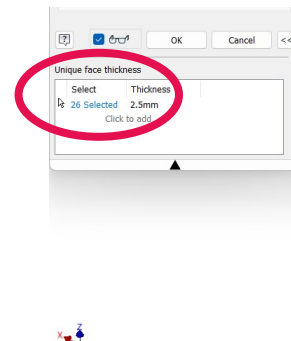 OK Cancel <<
Unique face thickness
Select Thickness
26 Selected 2.5mm
Click to add
Z
X